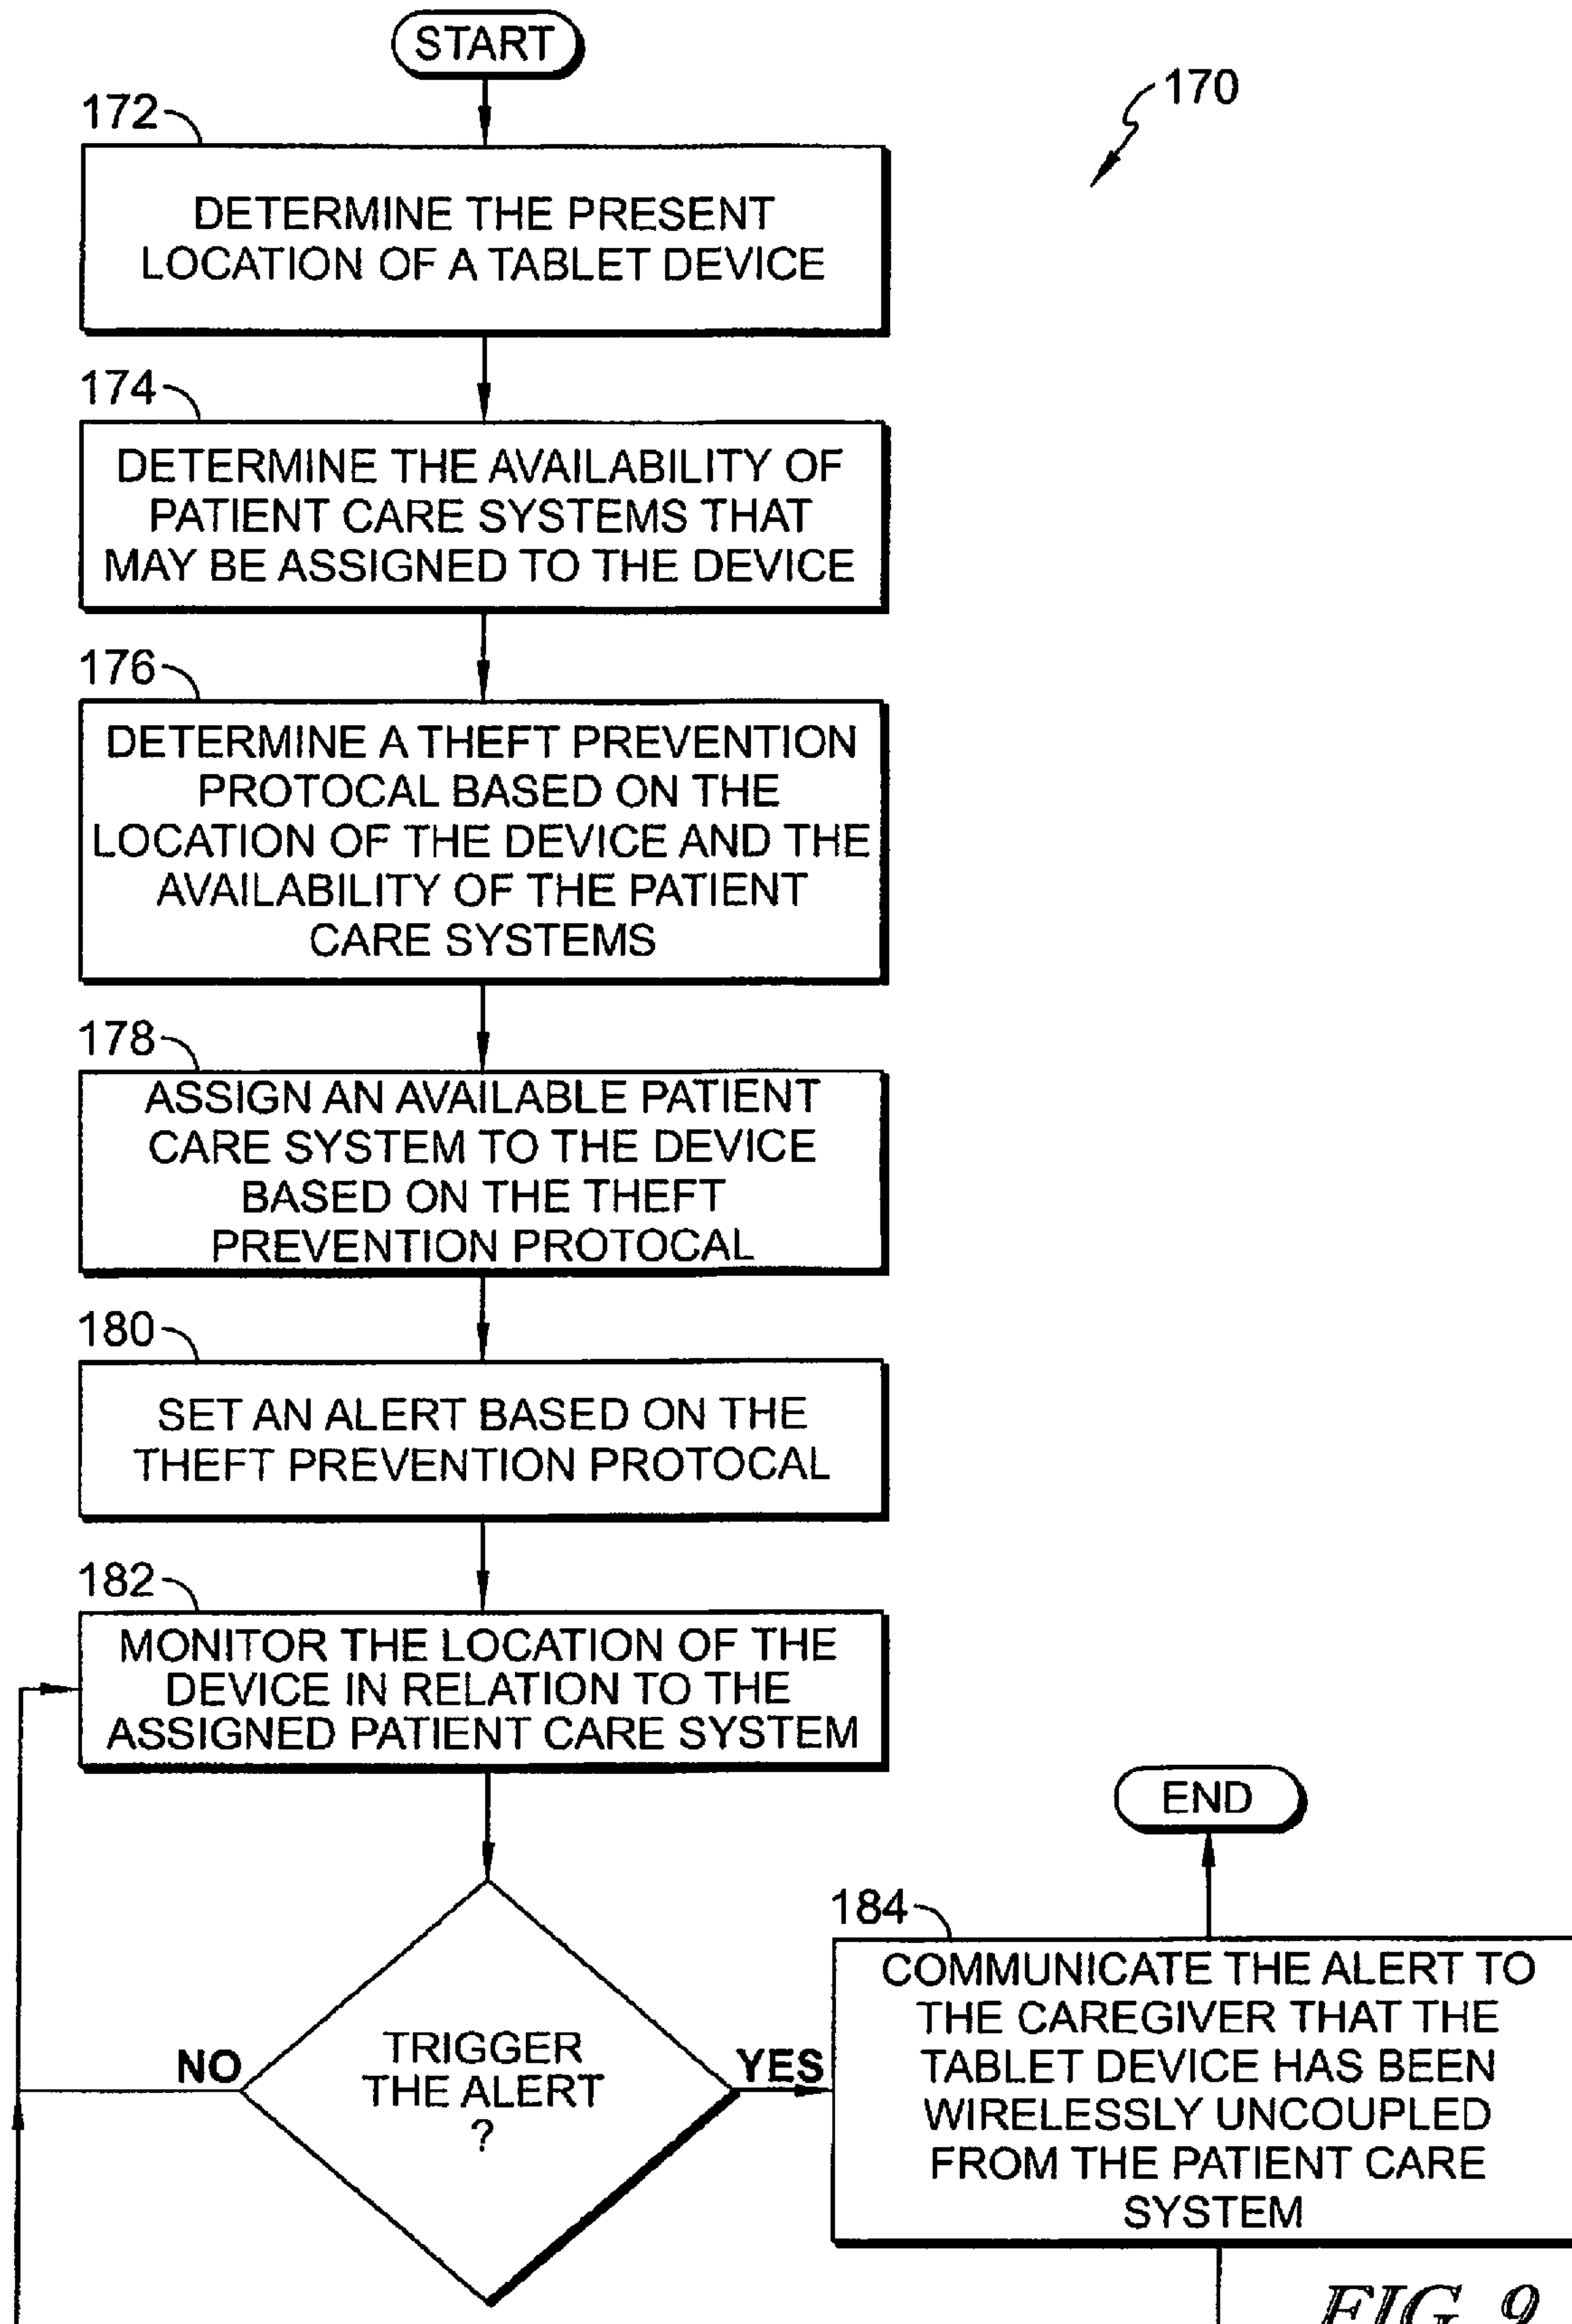 START
170
172
DETERMINE THE PRESENT
LOCATION OF A TABLET DEVICE
174
DETERMINE THE AVAILABILITY OF
PATIENT CARE SYSTEMS THAT
MAY BE ASSIGNED TO THE DEVICE
176
DETERMINE A THEFT PREVENTION
PROTOCAL BASED ON THE
LOCATION OF THE DEVICE AND THE
AVAILABILITY OF THE PATIENT
CARE SYSTEMS
178
ASSIGN AN AVAILABLE PATIENT
CARE SYSTEM TO THE DEVICE
BASED ON THE THEFT
PREVENTION PROTOCAL
180
SET AN ALERT BASED ON THE
THEFT PREVENTION PROTOCAL
182
MONITOR THE LOCATION OF THE
DEVICE IN RELATION TO THE
ASSIGNED PATIENT CARE SYSTEM
TRIGGER
THE ALERT
?
NO
YES
END
184
COMMUNICATE THE ALERT TO
THE CAREGIVER THAT THE
TABLET DEVICE HAS BEEN
WIRELESSLY UNCOUPLED
FROM THE PATIENT CARE
SYSTEM
FIG. 9